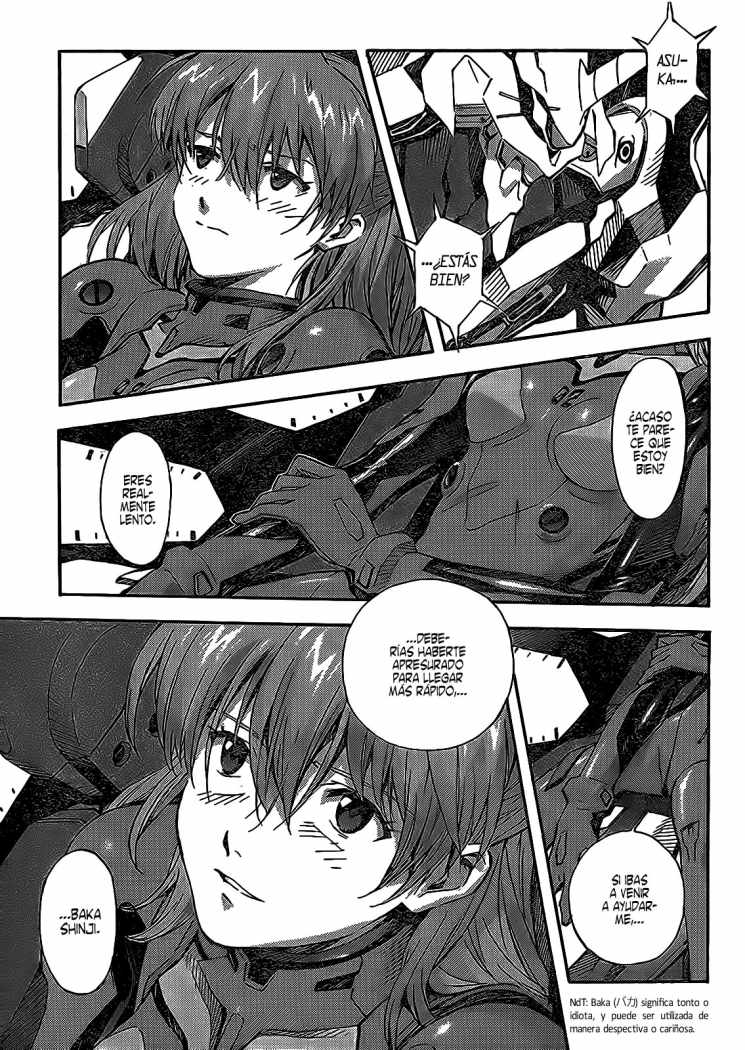 ASU-
KA,...
...¿ESTÁS
BIEN?
¿ACASO
TE PARE-
CE QUE
ESTOY
BIEN?
ERES
REAL-
MENTE
LENTO.
SI IBAS
A VENIR
A AYUDAR-
ME,...
...DEBE-
RÍAS HABERTE
APRESURADO
PARA LLEGAR
MÁS RÁPIDO,...
...BAKA
SHINJI.
NdT: Baka (バカ) significa tonto o
idiota, y puede ser utilizada de
manera despectiva o cariñosa.